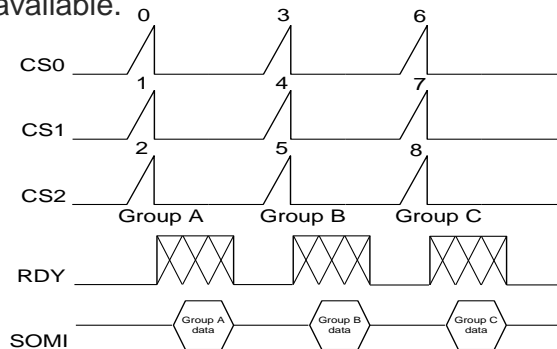 available.
0 3 6
CS0
1 4 7
CS1
2 5 8
CS2
Group A Group B Group C
RDY
Group A data Group B data Group C data
SOMI